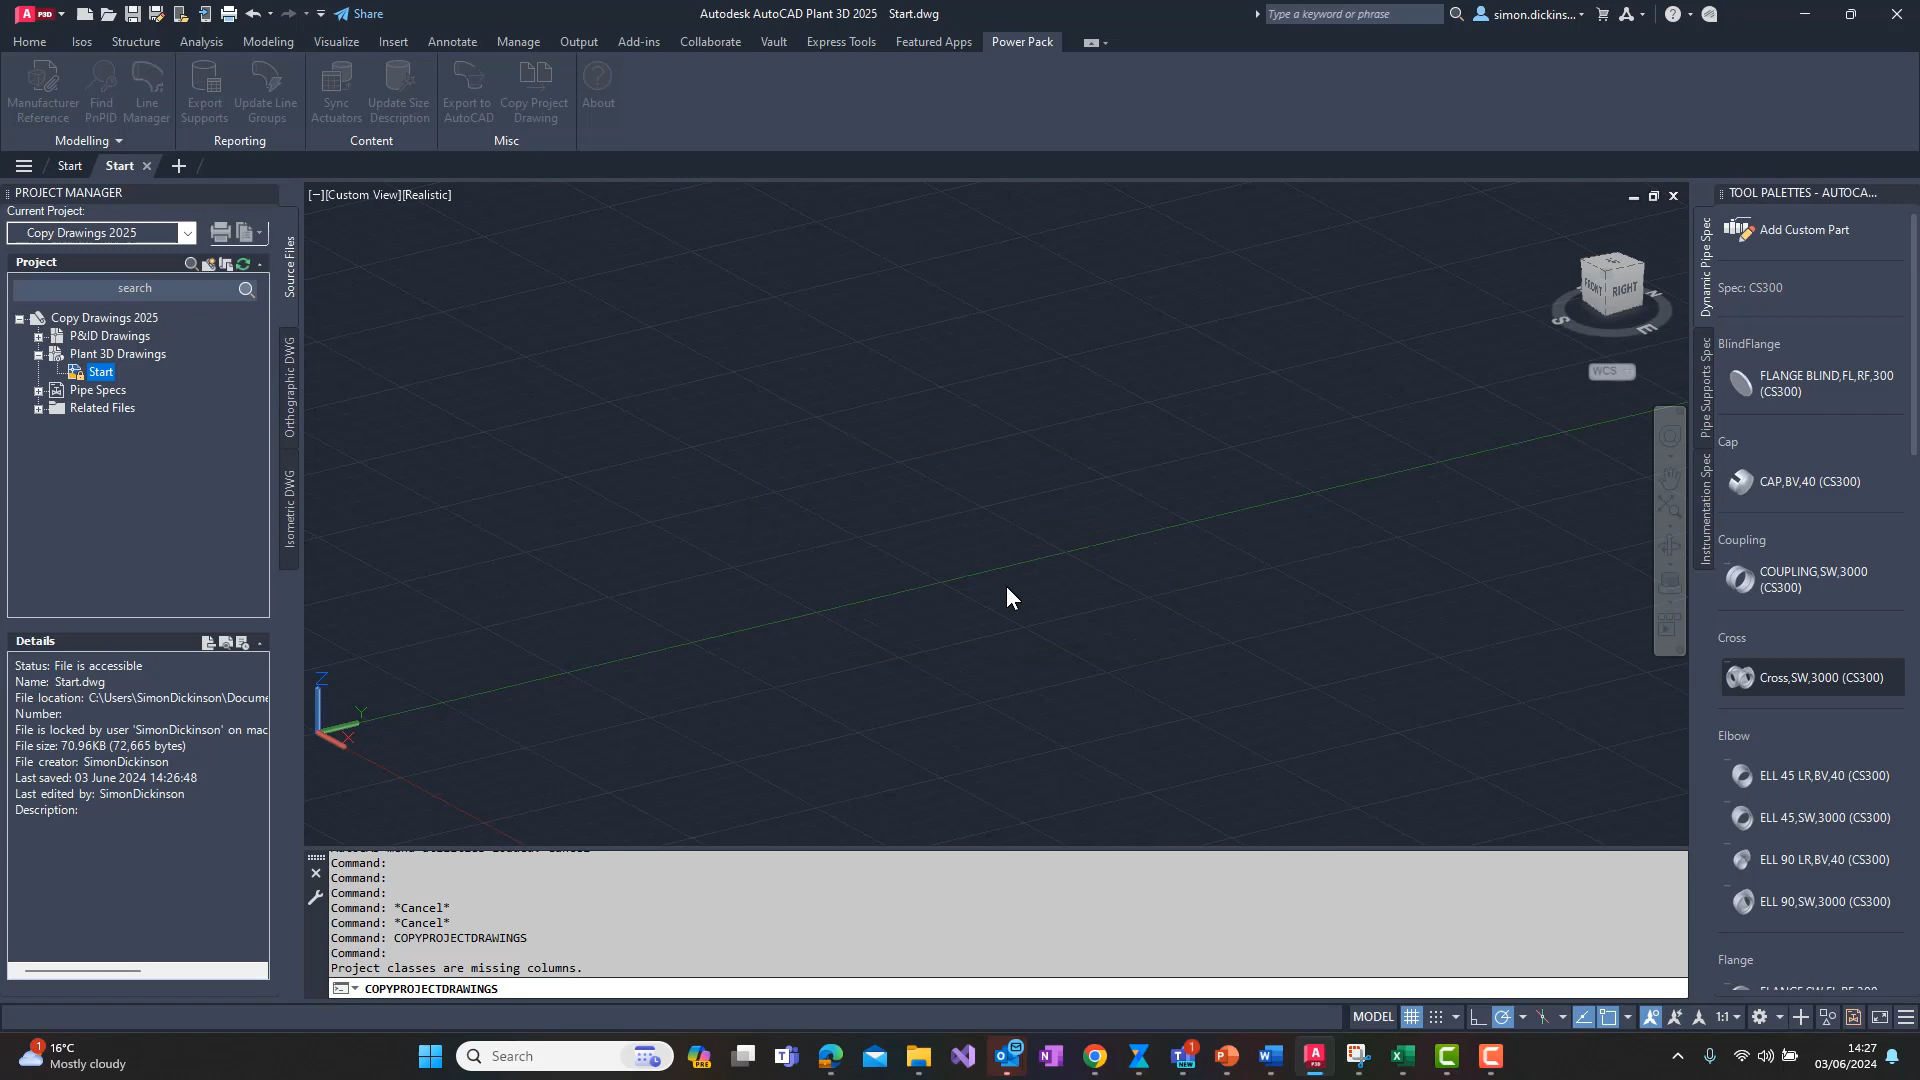 P3D
Share
Autodesk AutoCAD Plant 3D 2025 Start.dwg
Type a keyword or phrase
simon.dickins...
Home Isos Structure Analysis Modeling Visualize Insert Annotate Manage Output Add-ins Collaborate Vault Express Tools Featured Apps Power Pack
Manufacturer Reference
Find PnPID
Line Manager
Export Supports
Update Line Groups
Sync Actuators
Update Size Description
Export to AutoCAD
Copy Project Drawing
About
Modelling Reporting Content Misc
Start Start
PROJECT MANAGER
Current Project:
Copy Drawings 2025
Project
search
Copy Drawings 2025
P&ID Drawings
Plant 3D Drawings
Start
Pipe Specs
Related Files
Source Files
Orthographic DWG
Isometric DWG
Details
Status: File is accessible
Name: Start.dwg
File location: C:\Users\SimonDickinson\Docume
Number:
File is locked by user 'SimonDickinson' on mac
File size: 70.96KB (72,665 bytes)
File creator: SimonDickinson
Last saved: 03 June 2024 14:26:48
Last edited by: SimonDickinson
Description:
[−][Custom View][Realistic]
FRONT RIGHT
S E
WCS
Z
Y
X
Command:
Command:
Command:
Command: *Cancel*
Command: *Cancel*
Command: COPYPROJECTDRAWINGS
Command:
Project classes are missing columns.
COPYPROJECTDRAWINGS
TOOL PALETTES - AUTOCA...
Dynamic Pipe Spec
Pipe Supports Spec
Instrumentation Spec
Add Custom Part
Spec: CS300
BlindFlange
FLANGE BLIND,FL,RF,300
(CS300)
Cap
CAP,BV,40 (CS300)
Coupling
COUPLING,SW,3000
(CS300)
Cross
Cross,SW,3000 (CS300)
Elbow
ELL 45 LR,BV,40 (CS300)
ELL 45,SW,3000 (CS300)
ELL 90 LR,BV,40 (CS300)
ELL 90,SW,3000 (CS300)
Flange
MODEL
1:1
1
16°C
Mostly cloudy
Search
PRE
1
NEW
P3D
14:27
03/06/2024